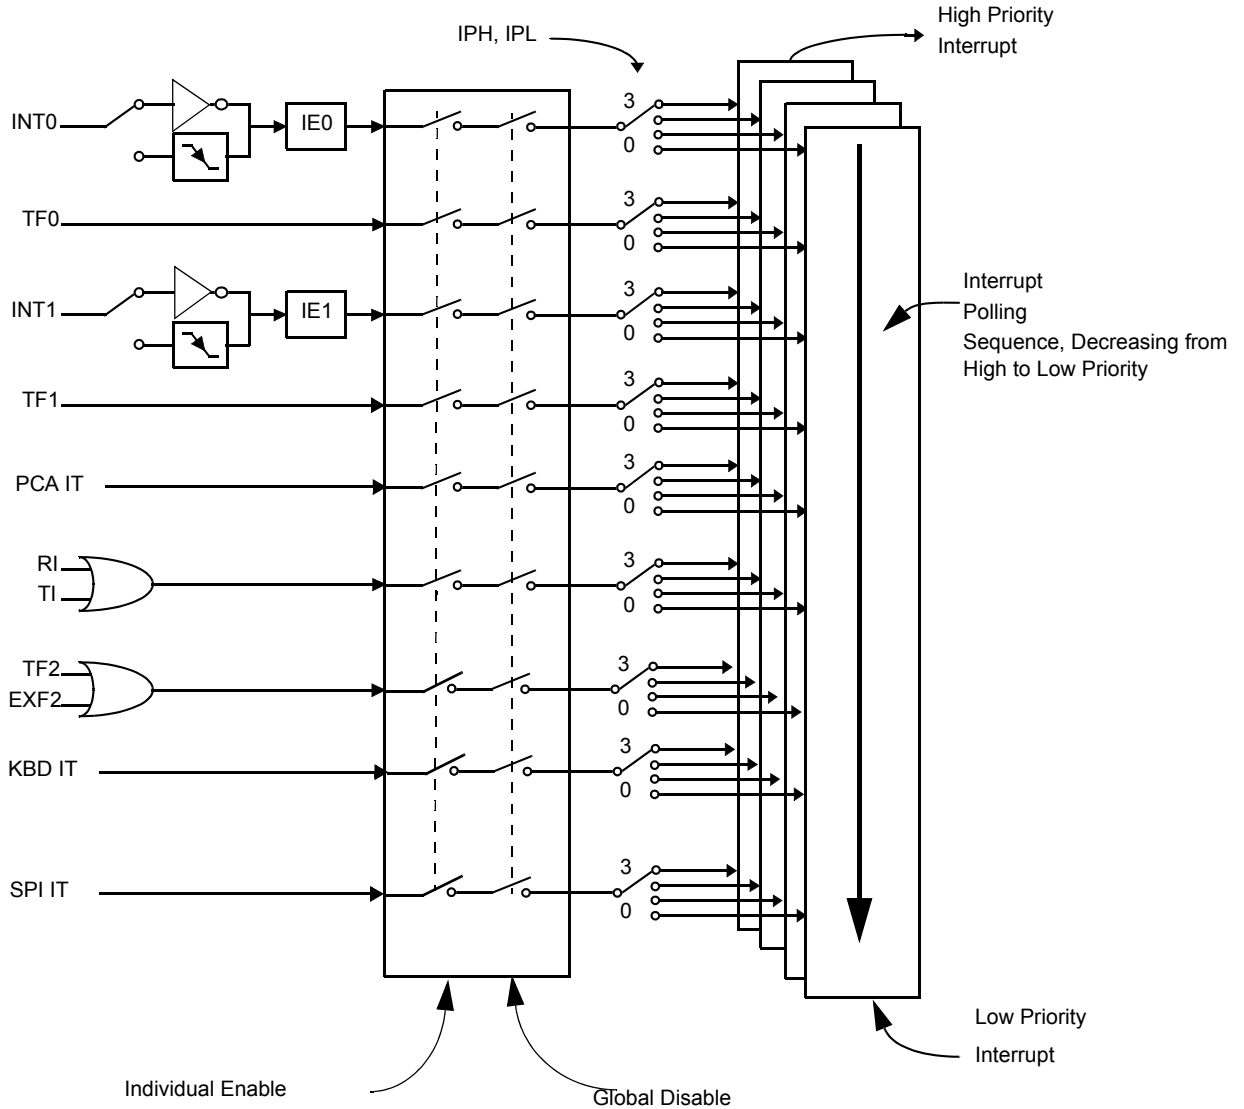 High Priority
Interrupt
IPH, IPL
INT0
IE0
3
0
TF0
3
0
INT1
IE1
3
0
Interrupt
Polling
Sequence, Decreasing from
High to Low Priority
TF1
3
0
PCA IT
3
0
RI
TI
3
0
TF2
EXF2
3
0
KBD IT
3
0
SPI IT
3
0
Low Priority
Interrupt
Individual Enable
Global Disable